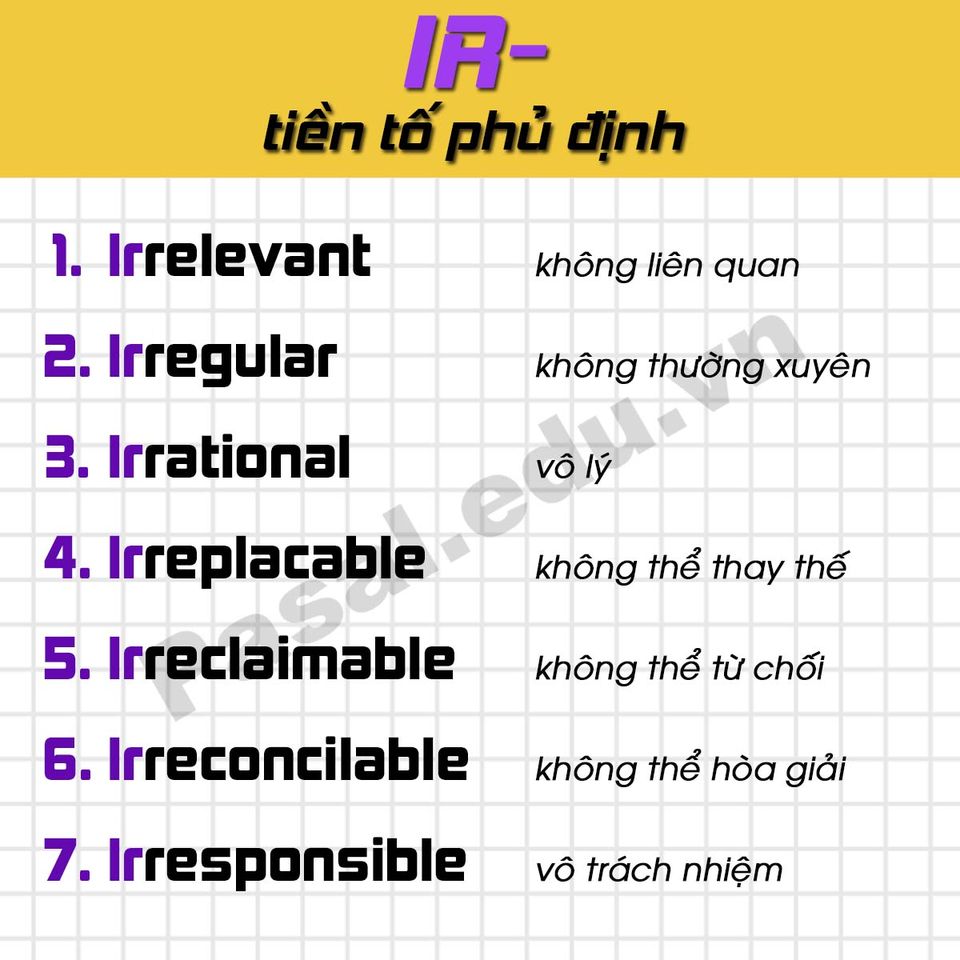 IR-
tiền tố phủ định
1. Irrelevant không liên quan
2. Irregular không thường xuyên
3. Irrational vô lý
4. Irreplacable không thể thay thế
5. Irreclaimable không thể từ chối
6. Irreconcilable không thể hòa giải
7. Irresponsible vô trách nhiệm
Pasal.edu.vn